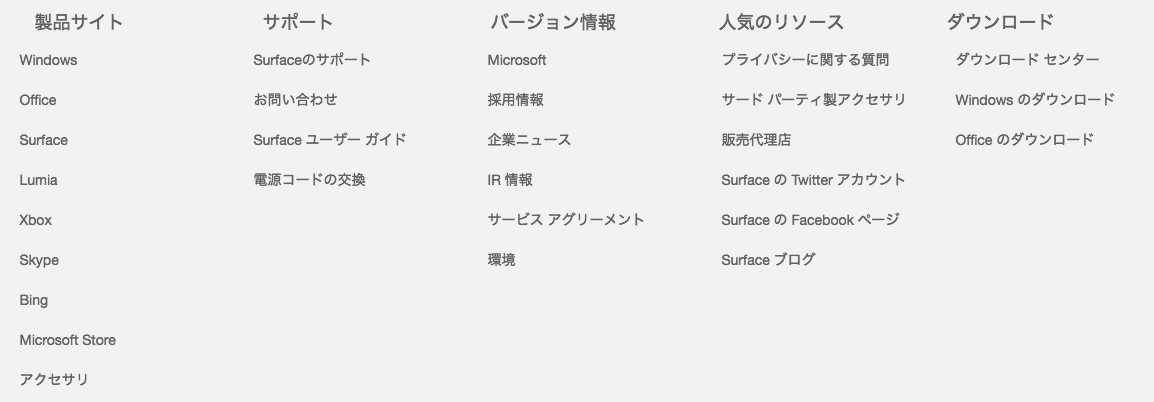 製品サイト
Windows
Office
Surface
Lumia
Xbox
Skype
Bing
Microsoft Store
アクセサリ
サポート
Surfaceのサポート
お問い合わせ
Surface ユーザー ガイド
電源コードの交換
バージョン情報
Microsoft
採用情報
企業ニュース
IR 情報
サービス アグリーメント
環境
人気のリソース
プライバシーに関する質問
サード パーティ製アクセサリ
販売代理店
Surface の Twitter アカウント
Surface の Facebook ページ
Surface ブログ
ダウンロード
ダウンロード センター
Windows のダウンロード
Office のダウンロード